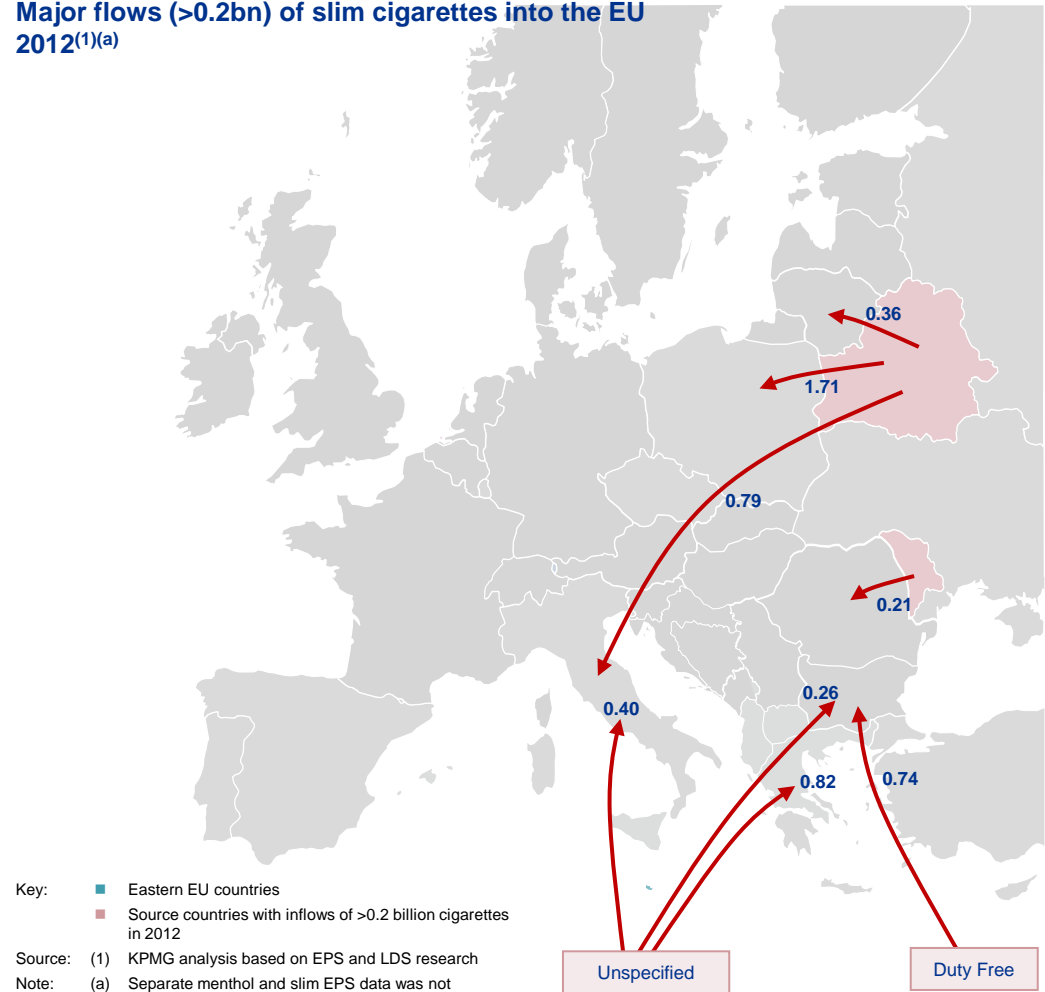 Major flows (>0.2bn) of slim cigarettes into the EU
2012(1)(a)
0.36
1.71
0.79
0.21
0.26
0.40
0.82
0.74
Key:
Eastern EU countries
Source countries with inflows of >0.2 billion cigarettes
in 2012
Source: (1) KPMG analysis based on EPS and LDS research
Note: (a) Separate menthol and slim EPS data was not
Unspecified
Duty Free